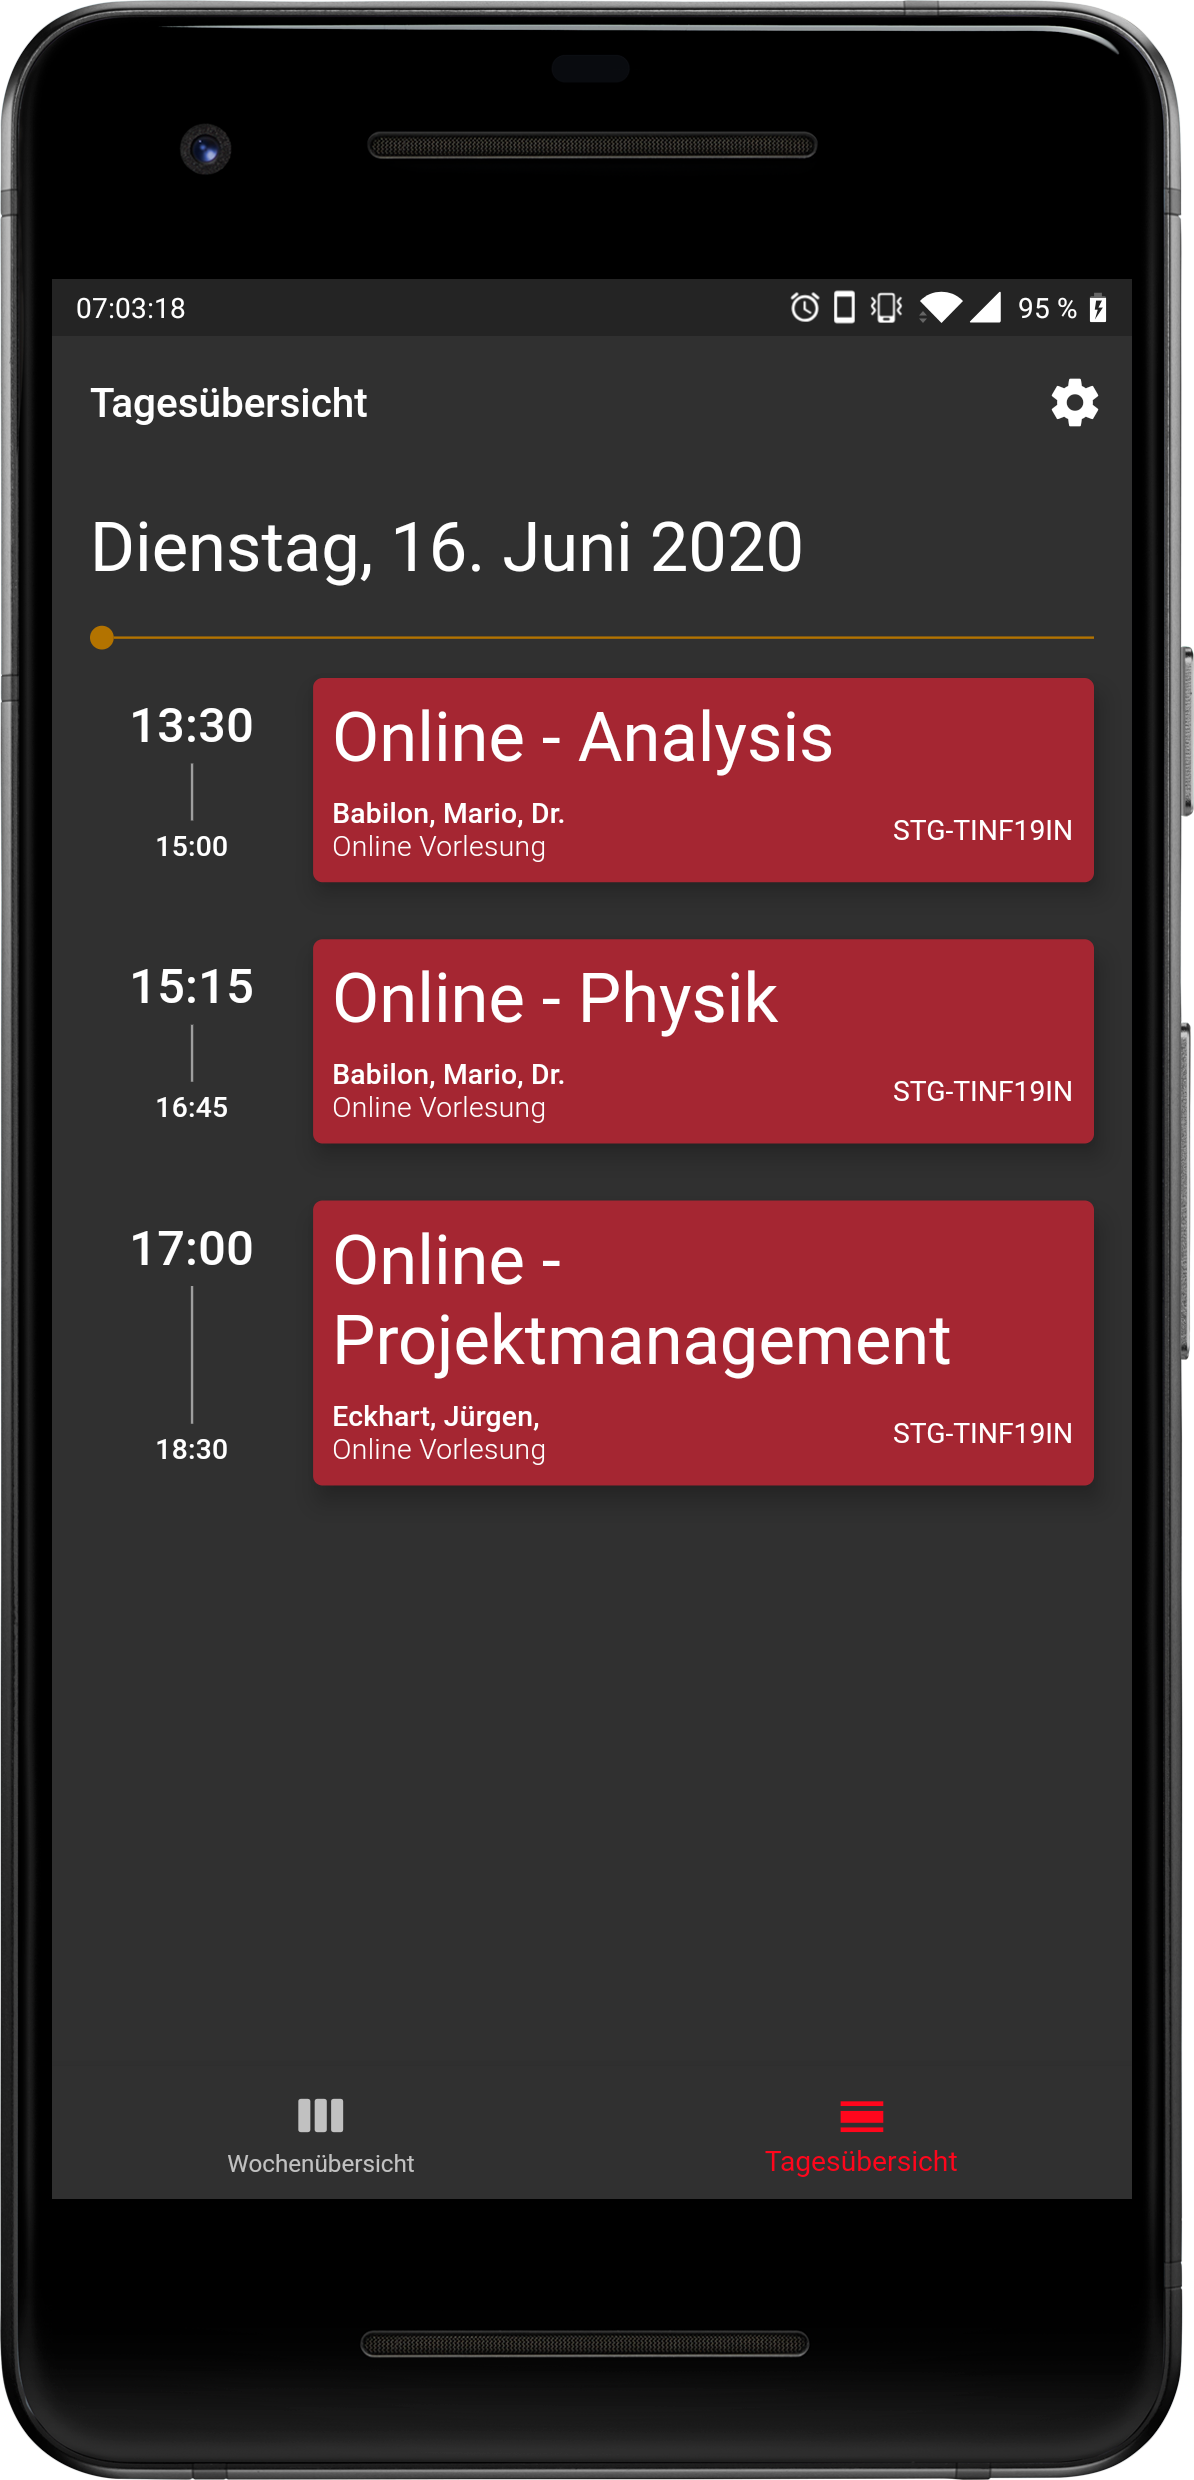 07:03:18
95 %
Tagesübersicht
Dienstag, 16. Juni 2020
13:30
15:00
Online - Analysis
Babilon, Mario, Dr.
Online Vorlesung
STG-TINF19IN
15:15
16:45
Online - Physik
Babilon, Mario, Dr.
Online Vorlesung
STG-TINF19IN
17:00
18:30
Online -
Projektmanagement
Eckhart, Jürgen,
Online Vorlesung
STG-TINF19IN
Wochenübersicht
Tagesübersicht